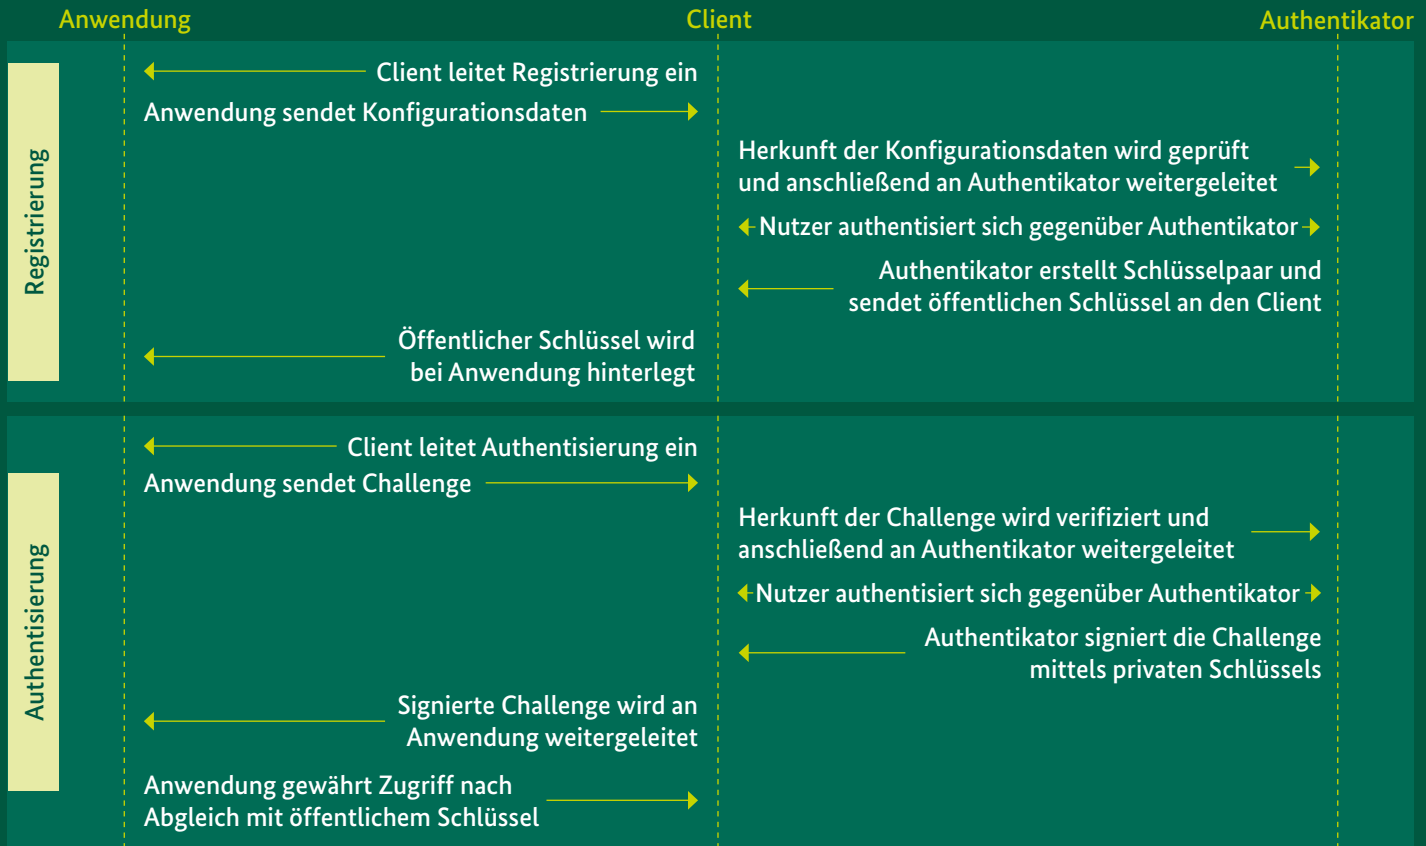 Anwendung
Client
Authentikator
Registrierung
Client leitet Registrierung ein
Anwendung sendet Konfigurationsdaten
Herkunft der Konfigurationsdaten wird geprüft
und anschließend an Authentikator weitergeleitet
Nutzer authentisiert sich gegenüber Authentikator
Authentikator erstellt Schlüsselpaar und
sendet öffentlichen Schlüssel an den Client
Öffentlicher Schlüssel wird
bei Anwendung hinterlegt
Authentisierung
Client leitet Authentisierung ein
Anwendung sendet Challenge
Herkunft der Challenge wird verifiziert und
anschließend an Authentikator weitergeleitet
Nutzer authentisiert sich gegenüber Authentikator
Authentikator signiert die Challenge
mittels privaten Schlüssels
Signierte Challenge wird an
Anwendung weitergeleitet
Anwendung gewährt Zugriff nach
Abgleich mit öffentlichem Schlüssel